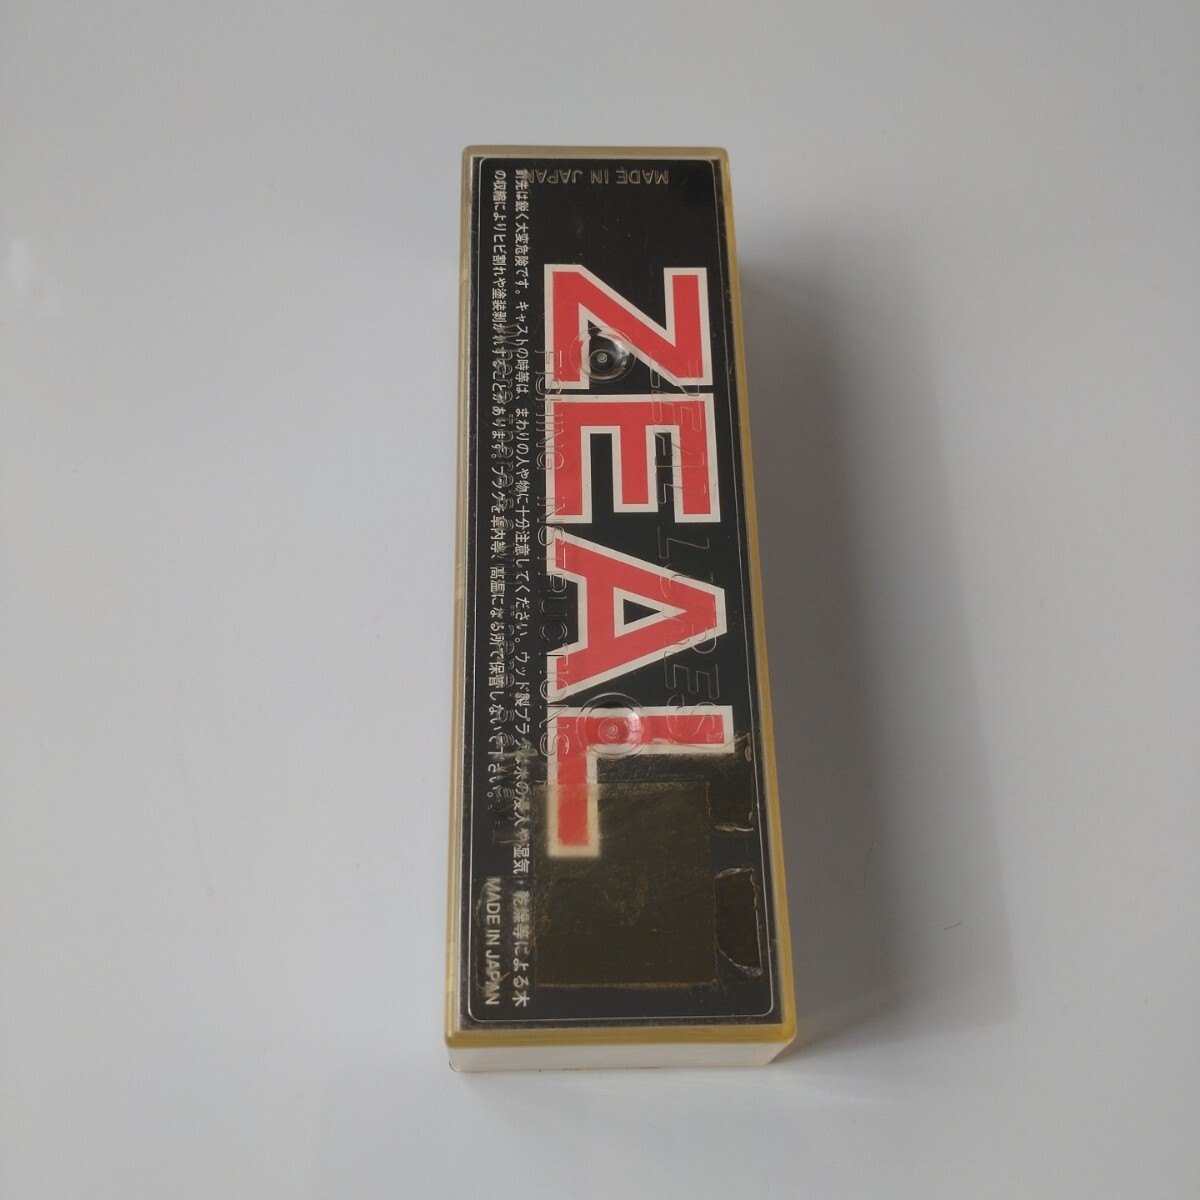 ZEAL
MADE IN JAPAN
ZEAL LURES
FISHING INSTRUCTIONS
針先は鋭く大変危険です。キャストの時等は、まわりの人や物に十分注意してください。ウッド製プラグは水の浸入や湿気・乾燥等による木
の収縮によりヒビ割れや塗装剥がれすることがあります。プラグを車内等、高温になる所で保管しないで下さい。
MADE IN JAPAN